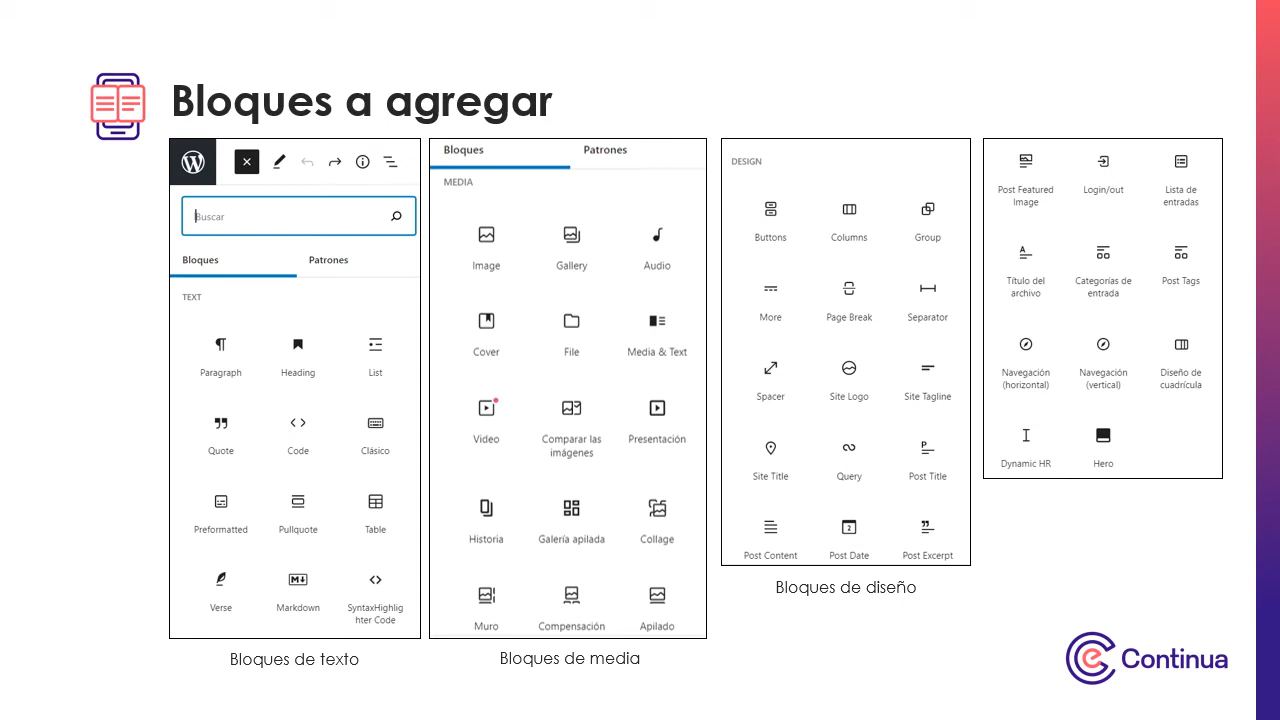 Bloques a agregar
Buscar
Bloques Patrones
TEXT
Paragraph Heading List
Quote Code Clásico
Preformatted Pullquote Table
Verse Markdown SyntaxHighlig
hter Code
Bloques de texto
Bloques Patrones
MEDIA
Image Gallery Audio
Cover File Media & Text
Video Comparar las Presentación
imágenes
Historia Galería apilada Collage
Muro Compensación Apilado
Bloques de media
DESIGN
Buttons Columns Group
More Page Break Separator
Spacer Site Logo Site Tagline
Site Title Query Post Title
Post Content Post Date Post Excerpt
Bloques de diseño
Post Featured Login/out Lista de
Image entradas
Título del Categorías de Post Tags
archivo entrada
Navegación Navegación Diseño de
(horizontal) (vertical) cuadrícula
Dynamic HR Hero
Continua